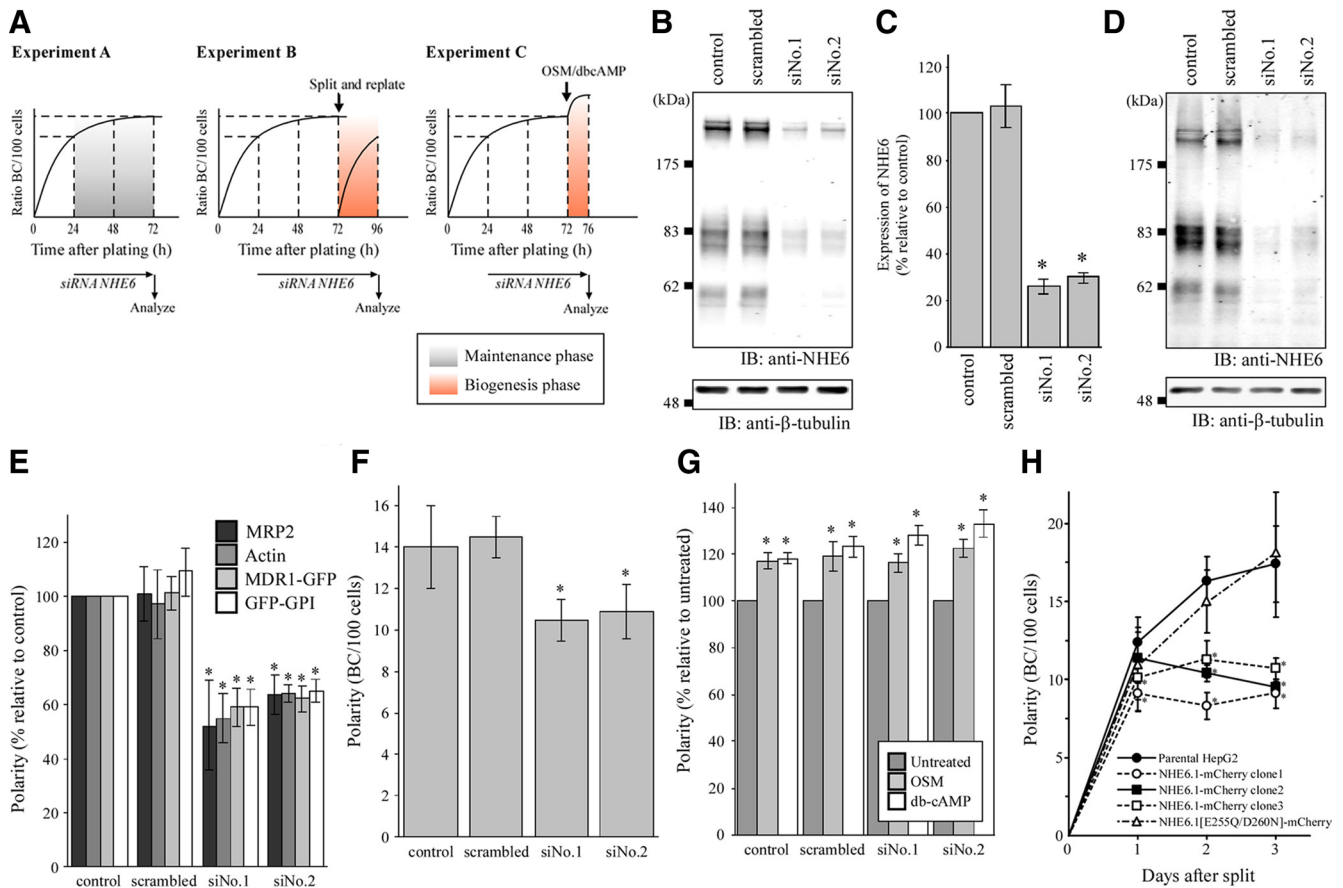 A
Experiment A
Ratio BC/100 cells
0 24 48 72
Time after plating (h)
siRNA NHE6
Analyze
Experiment B
Split and replate
Ratio BC/100 cells
0 24 48 72 96
Time after plating (h)
siRNA NHE6
Analyze
Experiment C
OSM/dbcAMP
Ratio BC/100 cells
0 24 48 72 76
Time after plating (h)
siRNA NHE6
Analyze
Maintenance phase
Biogenesis phase
B
control
scrambled
siNo.1
siNo.2
(kDa)
175
83
62
IB: anti-NHE6
48
IB: anti-β-tubulin
C
Expression of NHE6
(% relative to control)
120
100
80
60
40
20
0
*
*
control
scrambled
siNo.1
siNo.2
D
control
scrambled
siNo.1
siNo.2
(kDa)
175
83
62
IB: anti-NHE6
48
IB: anti-β-tubulin
E
Polarity (% relative to control)
120
100
80
60
40
20
0
MRP2
Actin
MDR1-GFP
GFP-GPI
* * * *
* * * *
control scrambled siNo.1 siNo.2
F
Polarity (BC/100 cells)
16
14
12
10
8
6
4
2
0
*
*
control scrambled siNo.1 siNo.2
G
Polarity (% relative to untreated)
140
120
100
80
60
40
20
0
* *
* *
* *
* *
Untreated
OSM
db-cAMP
control scrambled siNo.1 siNo.2
H
Polarity (BC/100 cells)
20
15
10
5
0
* * *
* * *
* * *
Parental HepG2
NHE6.1-mCherry clone1
NHE6.1-mCherry clone2
NHE6.1-mCherry clone3
NHE6.1[E255Q/D260N]-mCherry
0 1 2 3
Days after split